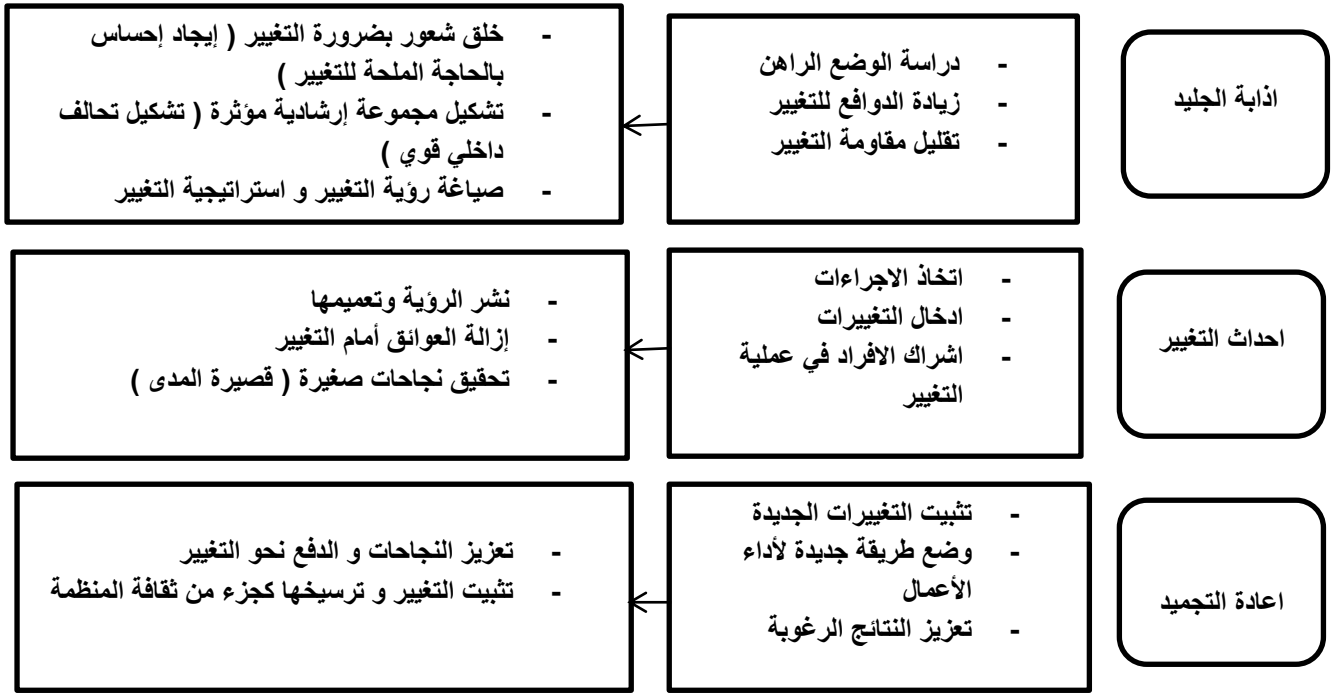 اذابة الجليد
- دراسة الوضع الراهن
- زيادة الدوافع للتغيير
- تقليل مقاومة التغيير
- خلق شعور بضرورة التغيير ( إيجاد إحساس
بالحاجة الملحة للتغيير )
- تشكيل مجموعة إرشادية مؤثرة ( تشكيل تحالف
داخلي قوي )
- صياغة رؤية التغيير و استراتيجية التغيير
احداث التغيير
- اتخاذ الاجراءات
- ادخال التغييرات
- اشراك الافراد في عملية
التغيير
- نشر الرؤية وتعميمها
- إزالة العوائق أمام التغيير
- تحقيق نجاحات صغيرة ( قصيرة المدى )
اعادة التجميد
- تثبيت التغييرات الجديدة
- وضع طريقة جديدة لأداء
الأعمال
- تعزيز النتائج الرغوبة
- تعزيز النجاحات و الدفع نحو التغيير
- تثبيت التغيير و ترسيخها كجزء من ثقافة المنظمة